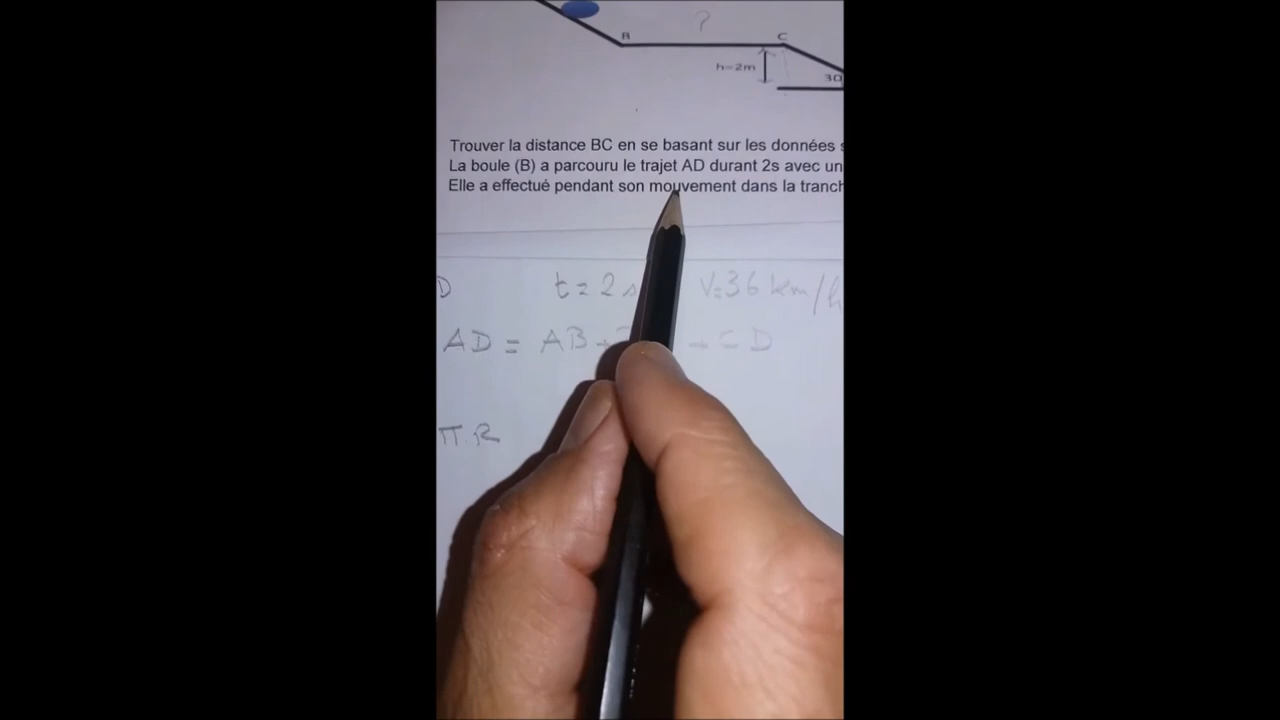 ?
B C
h=2m
30
Trouver la distance BC en se basant sur les données
La boule (B) a parcouru le trajet AD durant 2s avec un
Elle a effectué pendant son mouvement dans la tranch
D t = 2 s V=36 km/h
AD = AB + CD
π.R